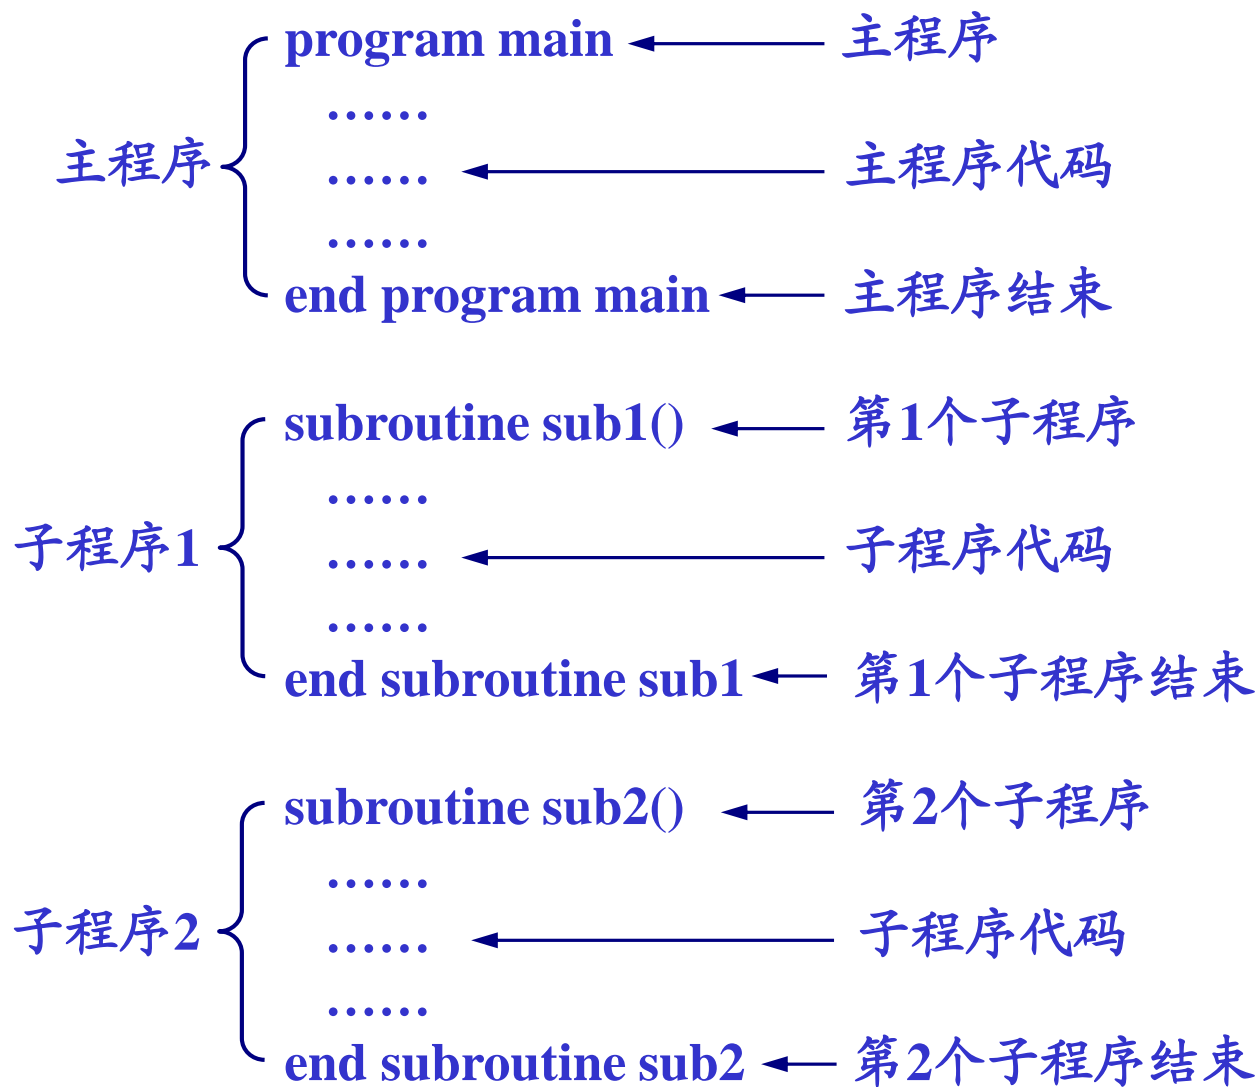 program main 主程序
……
主程序 …… 主程序代码
……
end program main 主程序结束
subroutine sub1() 第1个子程序
……
子程序1 …… 子程序代码
……
end subroutine sub1 第1个子程序结束
subroutine sub2() 第2个子程序
……
子程序2 …… 子程序代码
……
end subroutine sub2 第2个子程序结束